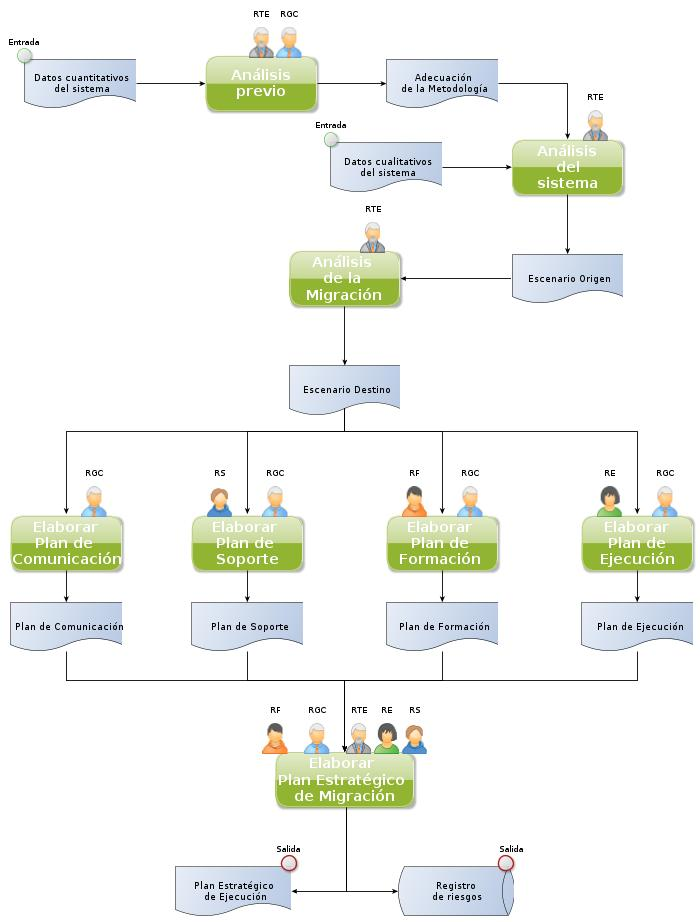 RTE RGC
Entrada
Datos cuantitativos
del sistema
Análisis
previo
Adecuación
de la Metodología
RTE
Entrada
Datos cualitativos
del sistema
Análisis
del
sistema
RTE
Análisis
de la
Migración
Escenario Origen
Escenario Destino
RGC
RS RGC
RF RGC
RE RGC
Elaborar
Plan de
Comunicación
Elaborar
Plan de
Soporte
Elaborar
Plan de
Formación
Elaborar
Plan de
Ejecución
Plan de Comunicación
Plan de Soporte
Plan de Formación
Plan de Ejecución
RF RGC RTE RE RS
Elaborar
Plan Estratégico
de Migración
Salida
Plan Estratégico
de Ejecución
Salida
Registro
de riesgos